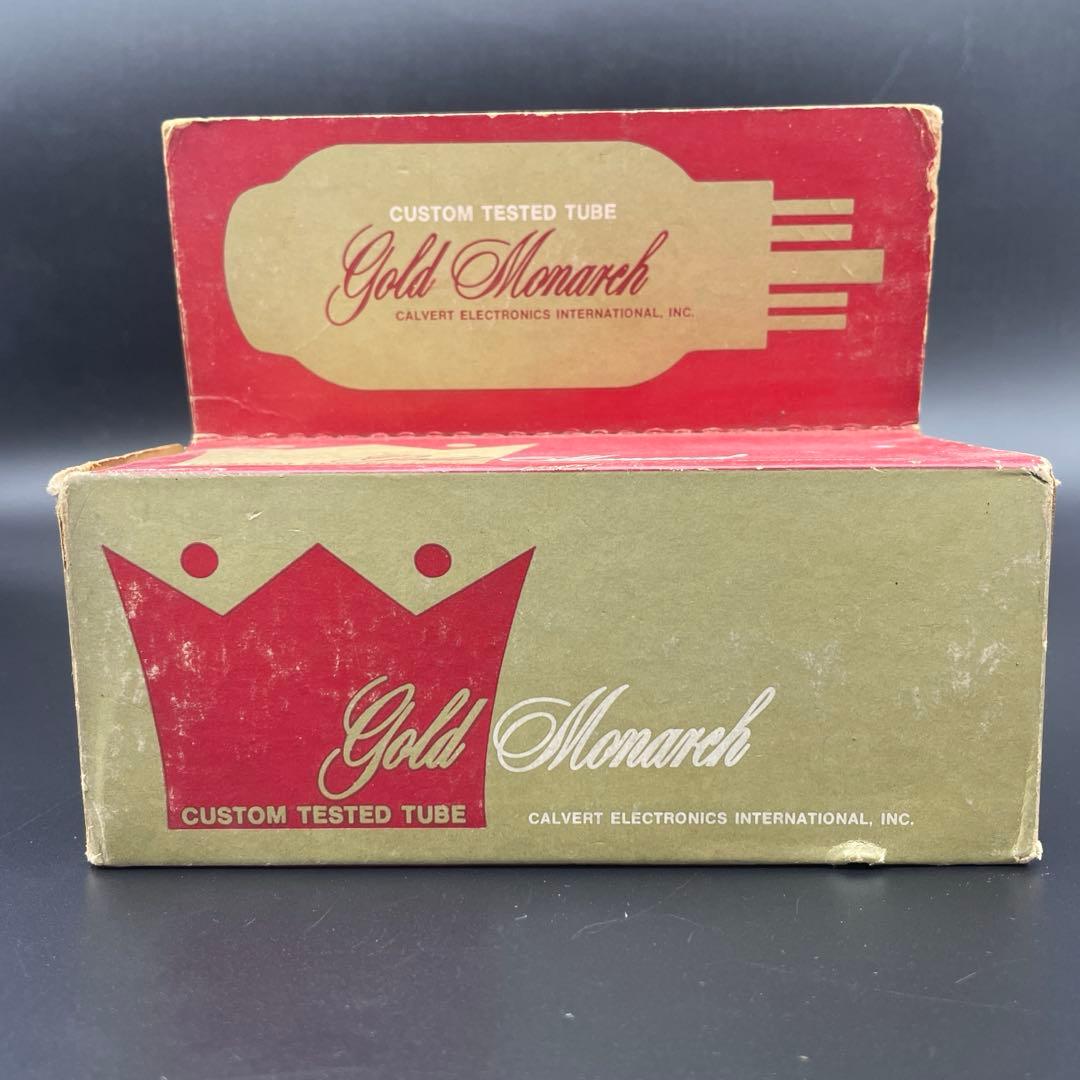 CUSTOM TESTED TUBE
Gold Monarch
CALVERT ELECTRONICS INTERNATIONAL, INC.
Gold Monarch
CUSTOM TESTED TUBE
CALVERT ELECTRONICS INTERNATIONAL, INC.